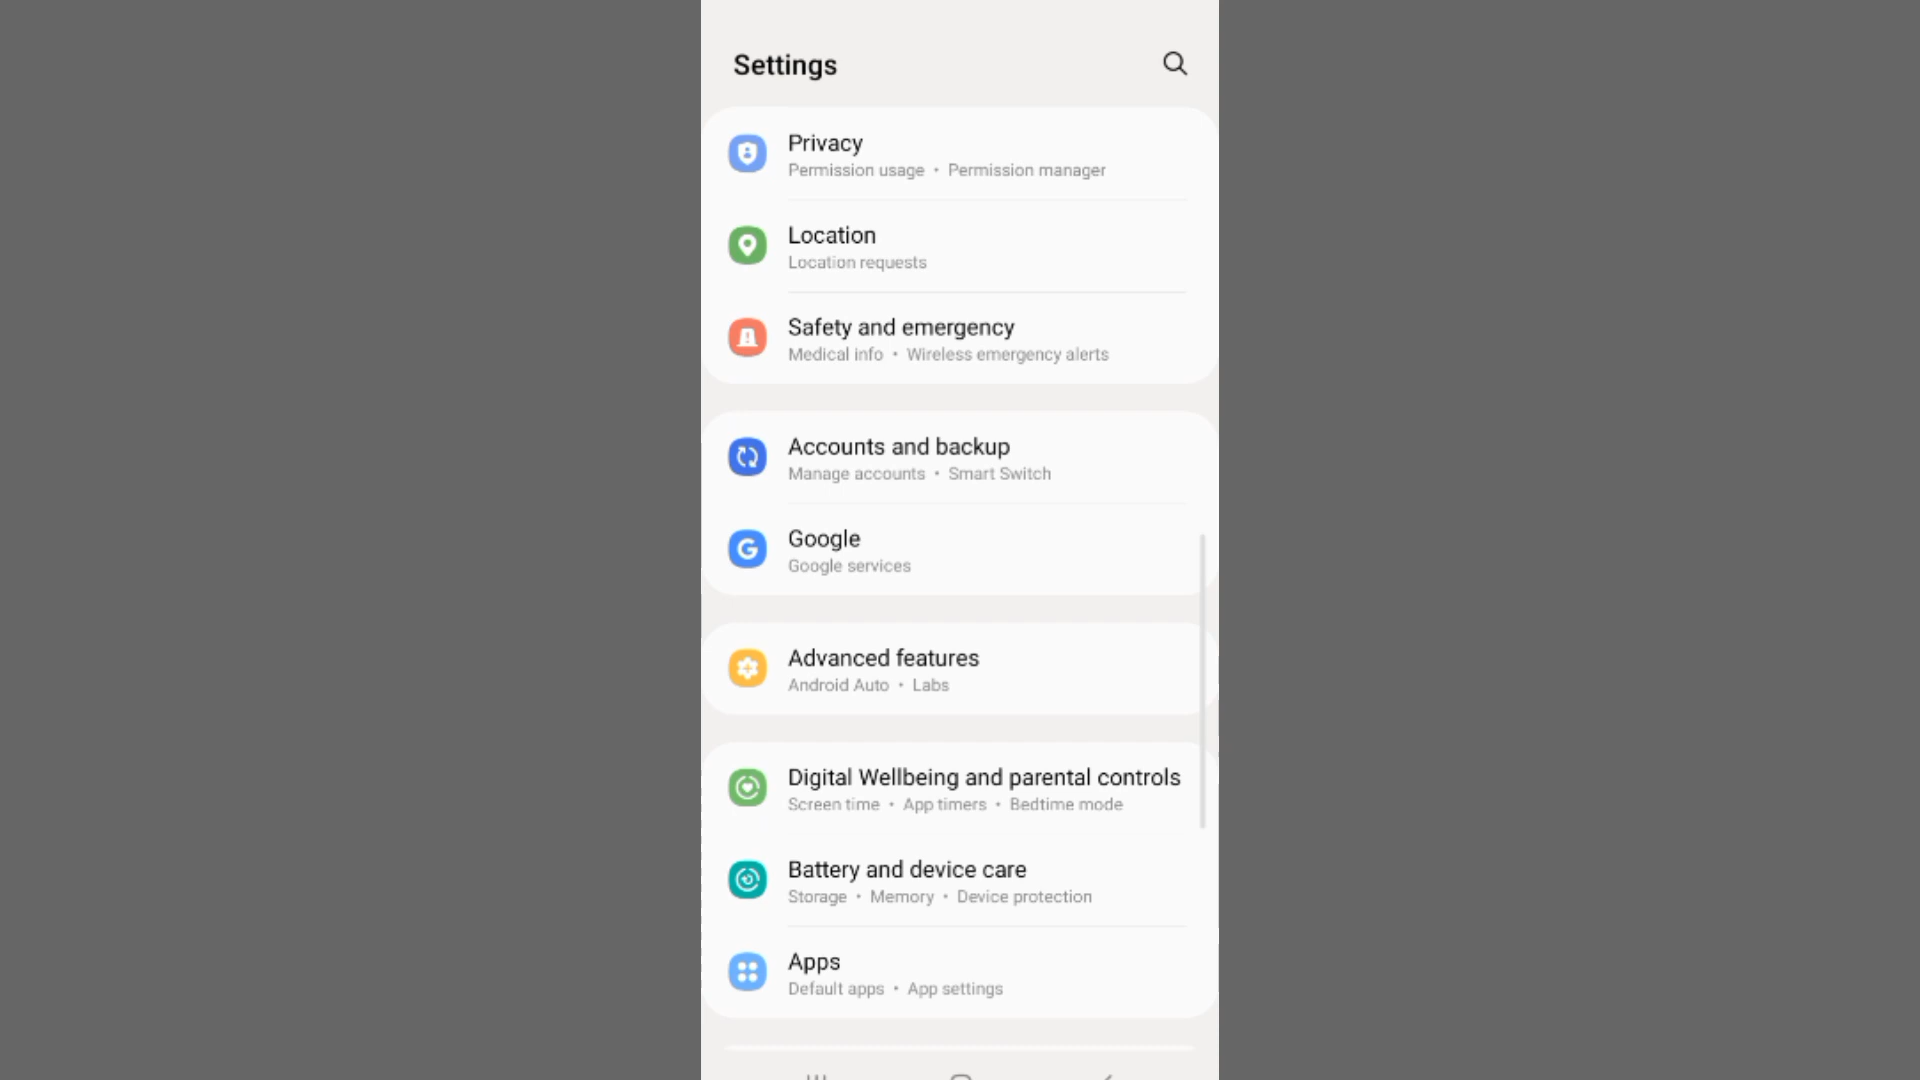 Settings
Privacy
Permission usage • Permission manager
Location
Location requests
Safety and emergency
Medical info • Wireless emergency alerts
Accounts and backup
Manage accounts • Smart Switch
Google
Google services
Advanced features
Android Auto • Labs
Digital Wellbeing and parental controls
Screen time • App timers • Bedtime mode
Battery and device care
Storage • Memory • Device protection
Apps
Default apps • App settings